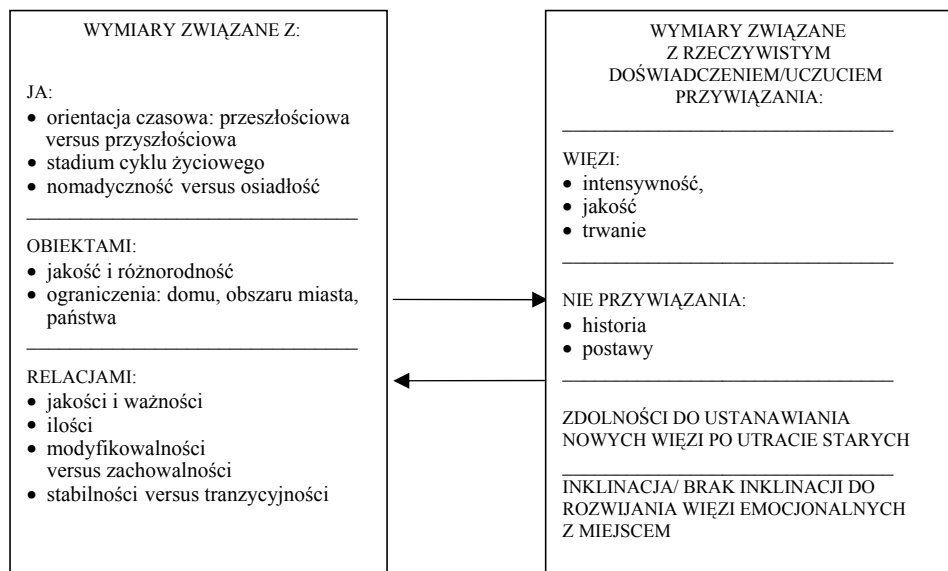 WYMIARY ZWIĄZANE Z:
JA:
• orientacja czasowa: przeszłościowa
versus przyszłościowa
• stadium cyklu życiowego
• nomadyczność versus osiadłość
OBIEKTAMI:
• jakość i różnorodność
• ograniczenia: domu, obszaru miasta,
państwa
RELACJAMI:
• jakości i ważności
• ilości
• modyfikowalności
versus zachowalności
• stabilności versus tranzycyjności
WYMIARY ZWIĄZANE
Z RZECZYWISTYM
DOŚWIADCZENIEM/UCZUCIEM
PRZYWIĄZANIA:
WIĘZI:
• intensywność,
• jakość
• trwanie
NIE PRZYWIĄZANIA:
• historia
• postawy
ZDOLNOŚCI DO USTANAWIANIA
NOWYCH WIĘZI PO UTRACIE STARYCH
INKLINACJA/ BRAK INKLINACJI DO
ROZWIJANIA WIĘZI EMOCJONALNYCH
Z MIEJSCEM